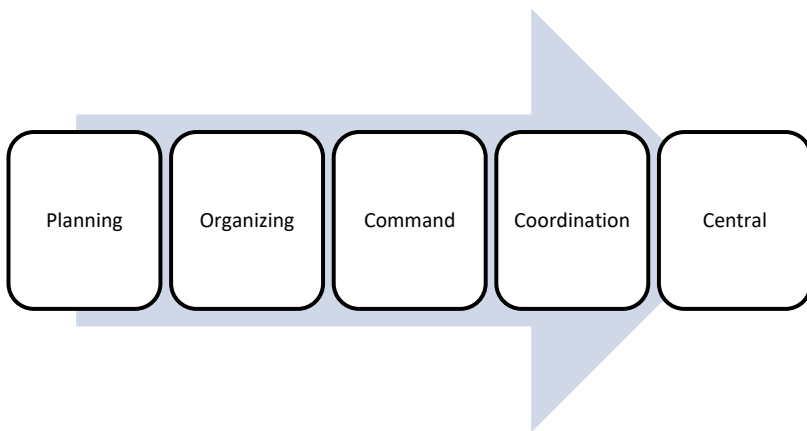 Planning
Organizing
Command
Coordination
Central